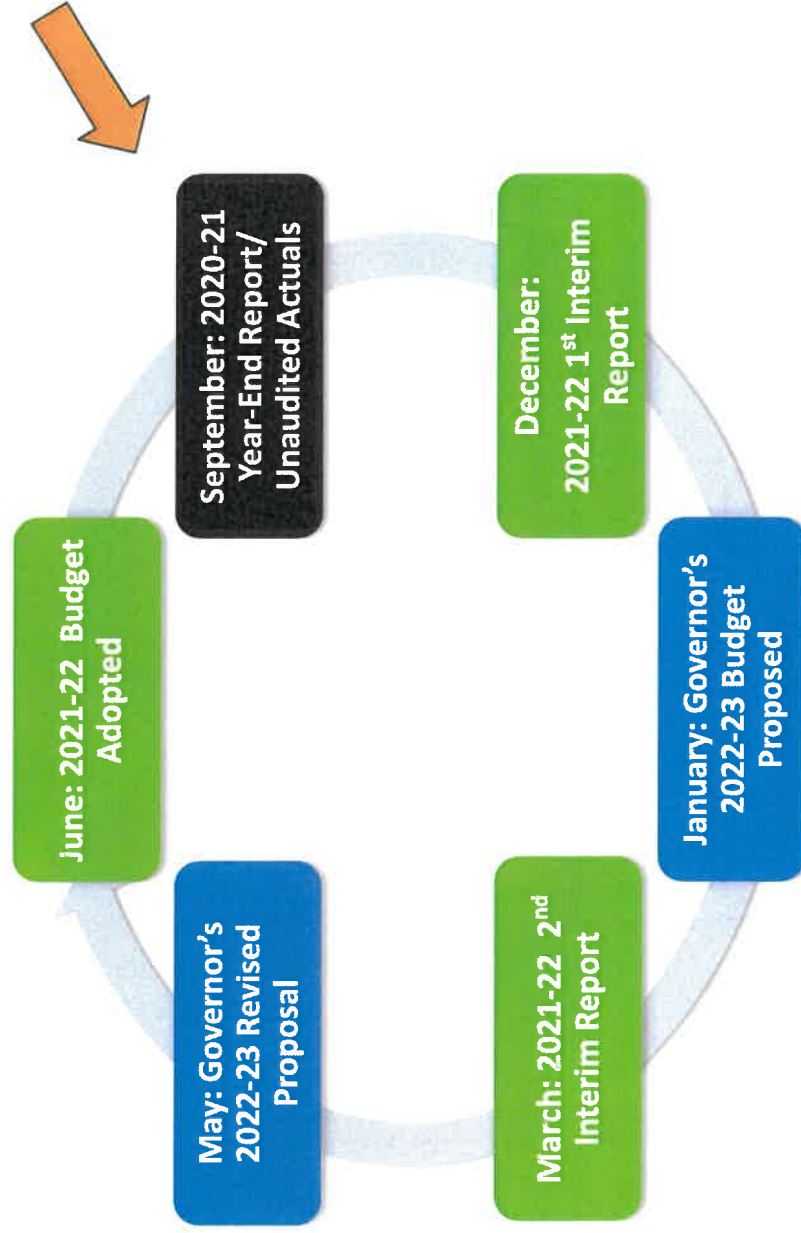 June: 2021-22 Budget
Adopted
September: 2020-21
Year-End Report/
Unaudited Actuals
December:
2021-22 1st Interim
Report
January: Governor's
2022-23 Budget
Proposed
March: 2021-22 2nd
Interim Report
May: Governor's
2022-23 Revised
Proposal